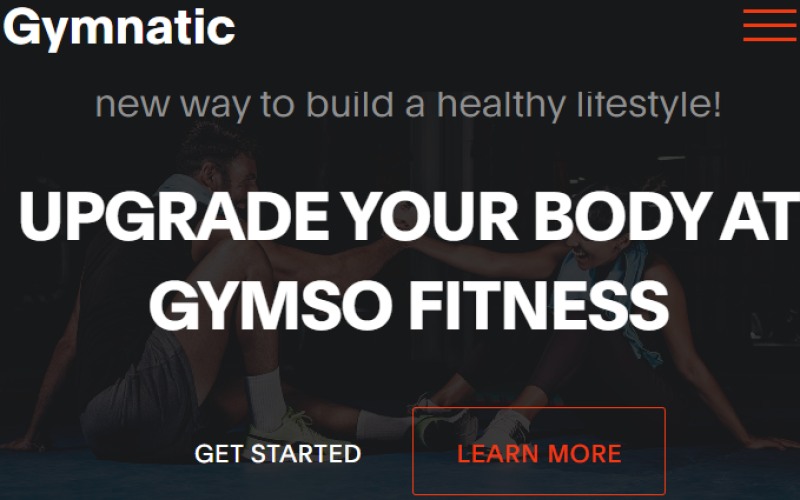 Gymnatic
new way to build a healthy lifestyle!
UPGRADE YOUR BODY AT
GYMSO FITNESS
GET STARTED
LEARN MORE